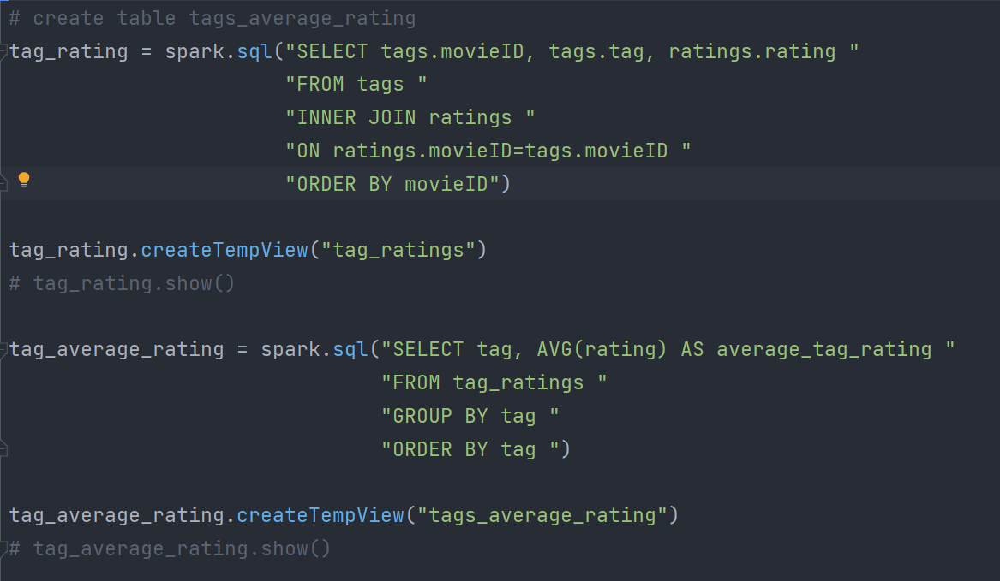 # create table tags_average_rating
tag_rating = spark.sql("SELECT tags.movieID, tags.tag, ratings.rating "
                       "FROM tags "
                       "INNER JOIN ratings "
                       "ON ratings.movieID=tags.movieID "
                       "ORDER BY movieID")
tag_rating.createTempView("tag_ratings")
# tag_rating.show()
tag_average_rating = spark.sql("SELECT tag, AVG(rating) AS average_tag_rating "
                               "FROM tag_ratings "
                               "GROUP BY tag "
                               "ORDER BY tag ")
tag_average_rating.createTempView("tags_average_rating")
# tag_average_rating.show()